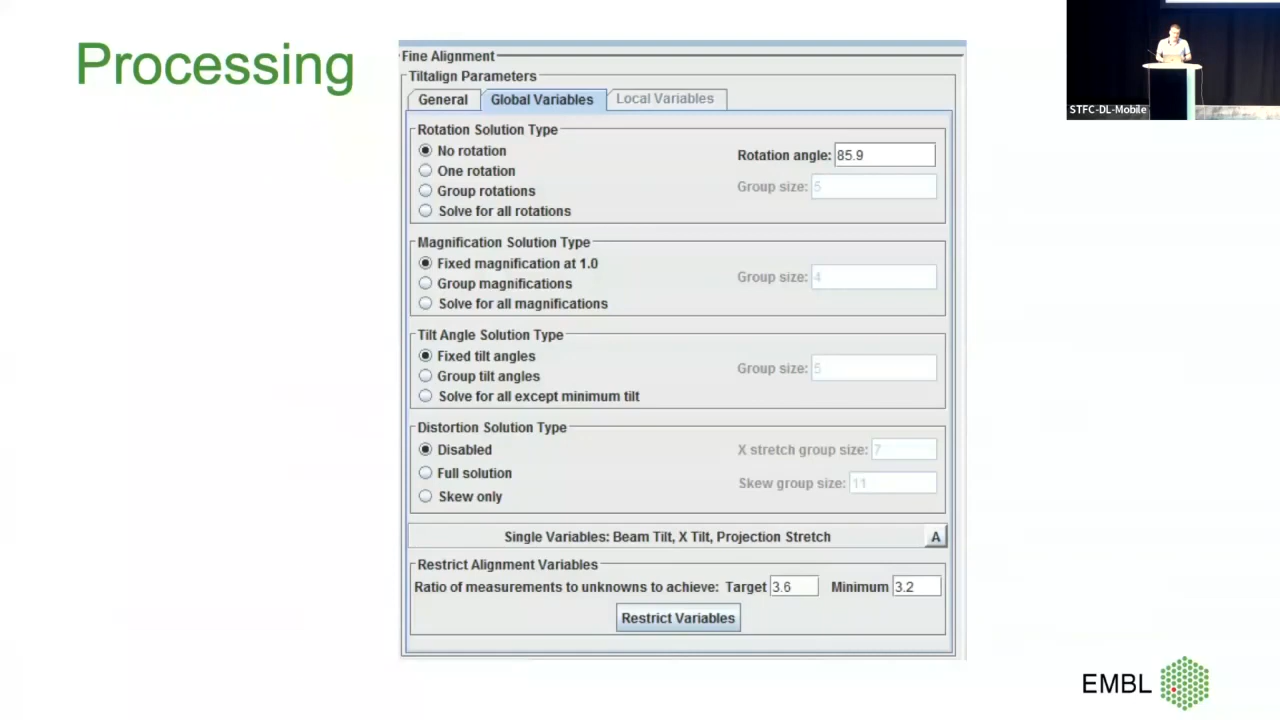 Processing
STFC-DL-Mobile
Fine Alignment
Tiltalign Parameters
General Global Variables Local Variables
Rotation Solution Type
No rotation
Rotation angle: 85.9
One rotation
Group size: 5
Group rotations
Solve for all rotations
Magnification Solution Type
Fixed magnification at 1.0
Group size: 4
Group magnifications
Solve for all magnifications
Tilt Angle Solution Type
Fixed tilt angles
Group size: 5
Group tilt angles
Solve for all except minimum tilt
Distortion Solution Type
Disabled
X stretch group size: 7
Full solution
Skew group size: 11
Skew only
Single Variables: Beam Tilt, X Tilt, Projection Stretch A
Restrict Alignment Variables
Ratio of measurements to unknowns to achieve: Target 3.6 Minimum 3.2
Restrict Variables
EMBL